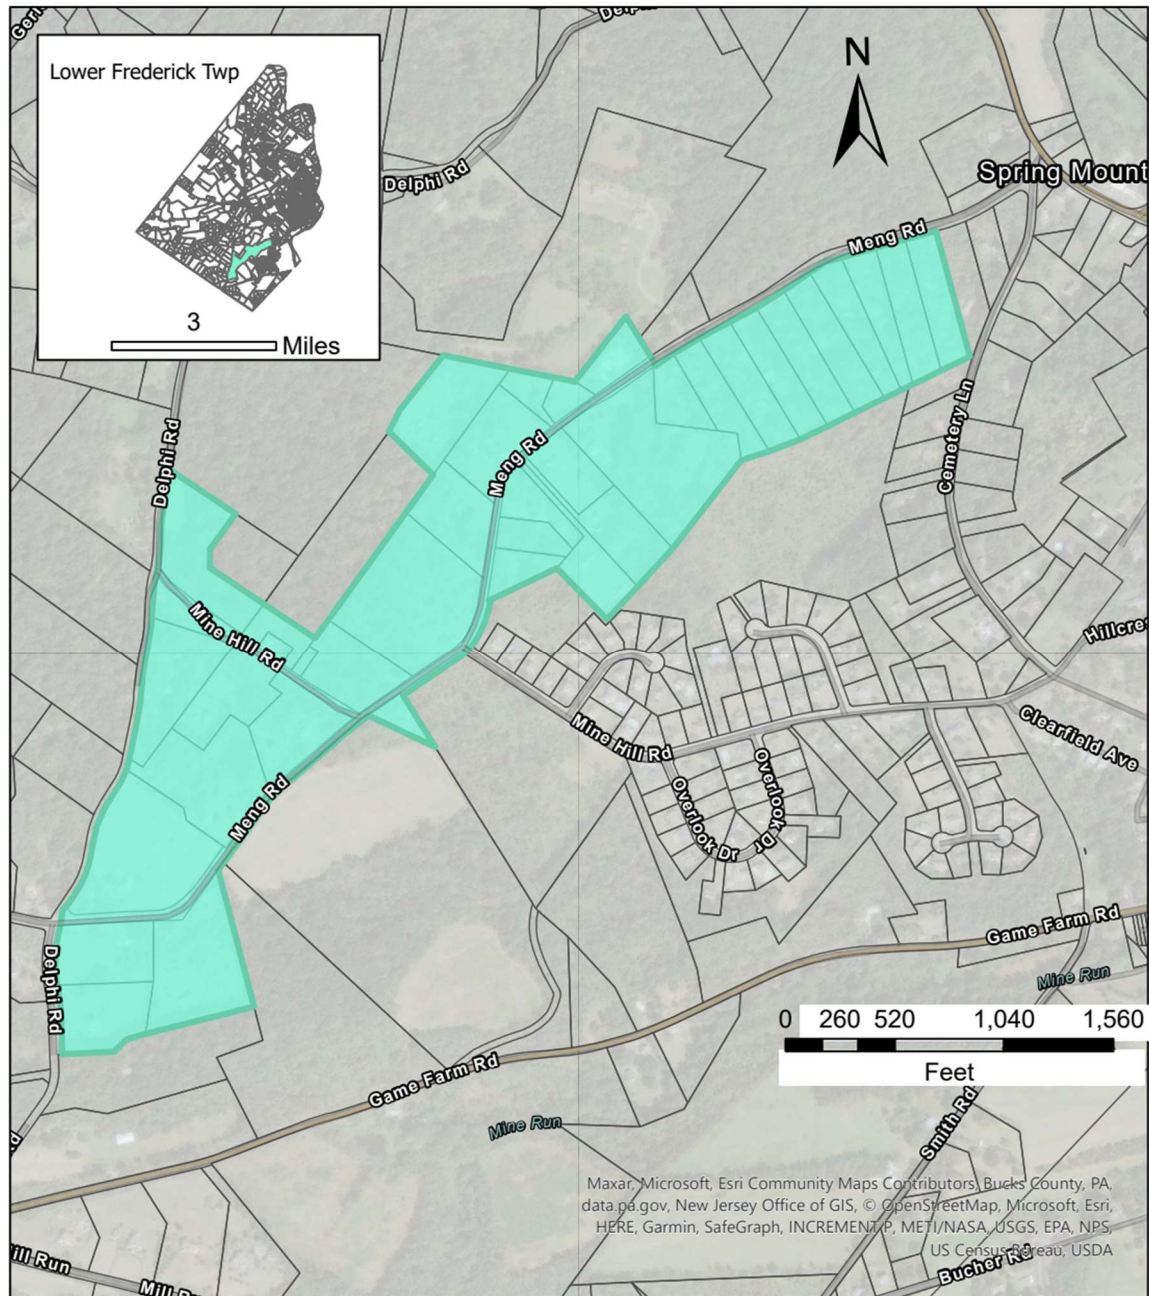 Lower Frederick Twp
3
Miles
N
Delphi Rd
Spring Mount
Meng Rd
Delphi Rd
Cemetery Ln
Meng Rd
Mine Hill Rd
Hillcre
Mine Hill Rd
Clearfield Ave
Overlook Dr
Overlook Dr
Meng Rd
Game Farm Rd
Delphi Rd
Mine Run
0 260 520 1,040 1,560
Feet
Game Farm Rd
Mine Run
Smith Rd
Maxar, Microsoft, Esri Community Maps Contributors, Bucks County, PA,
data.pa.gov, New Jersey Office of GIS, © OpenStreetMap, Microsoft, Esri,
HERE, Garmin, SafeGraph, INCREMENT P, METI/NASA, USGS, EPA, NPS,
US Census Bureau, USDA
ill Run
Bucher Rd